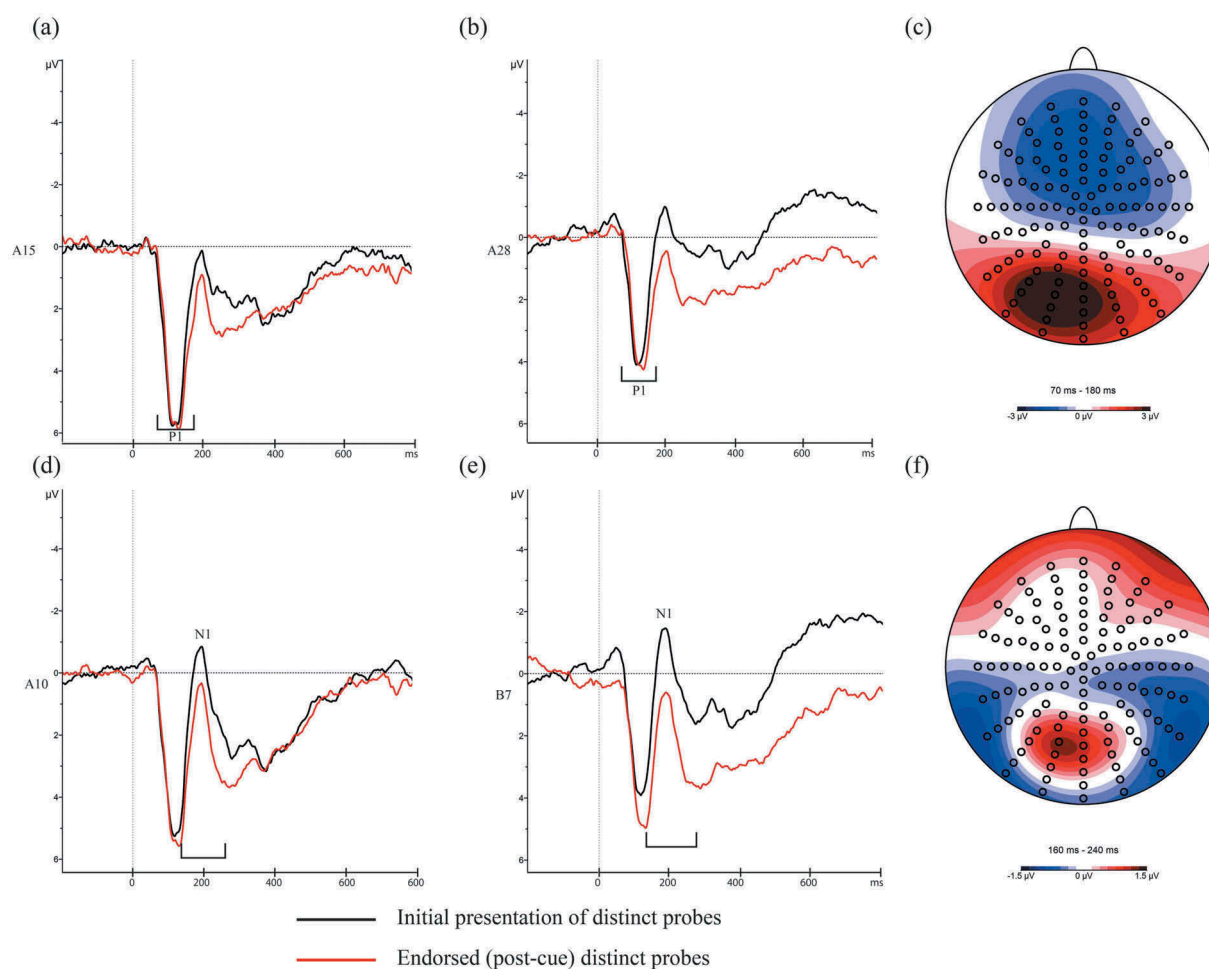 (a)
µV
-4
-2
0
2
4
6
A15
P1
0
200
400
600
ms
(b)
µV
-4
-2
0
2
4
6
A28
P1
0
200
400
600
ms
(c)
70 ms - 180 ms
-3 µV
0 µV
3 µV
(d)
µV
-4
-2
0
2
4
6
A10
N1
0
200
400
600
600
(e)
µV
-4
-2
0
2
4
6
B7
N1
0
200
400
600
ms
(f)
160 ms - 240 ms
-1.5 µV
0 µV
1.5 µV
Initial presentation of distinct probes
Endorsed (post-cue) distinct probes